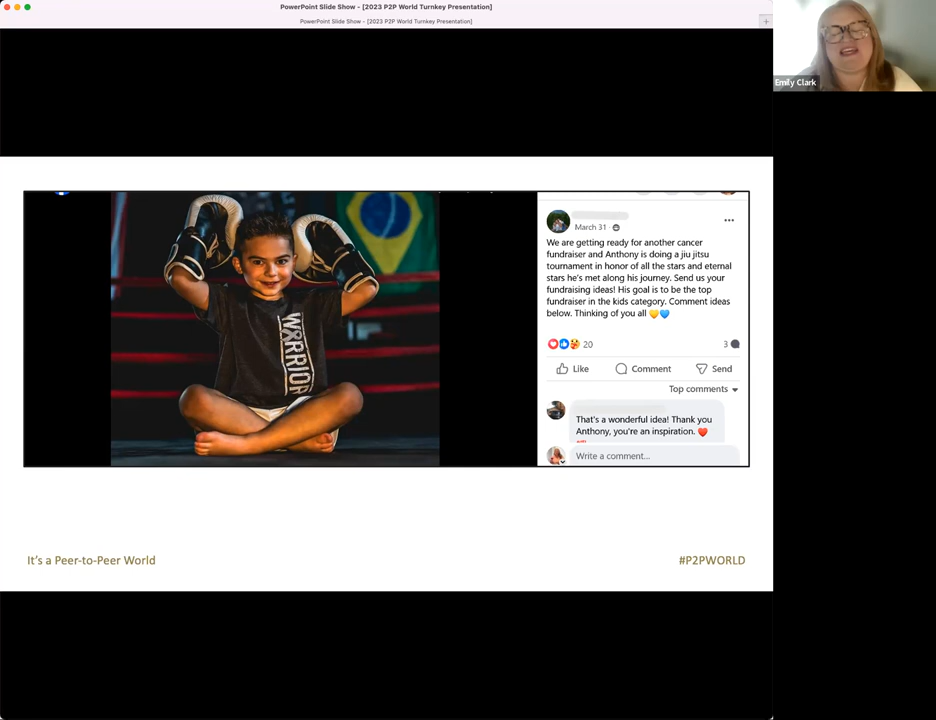 PowerPoint Slide Show - [2023 P2P World Turnkey Presentation]
PowerPoint Slide Show - [2023 P2P World Turnkey Presentation]
+
Emily Clark
WARRIOR
March 31
We are getting ready for another cancer
fundraiser and Anthony is doing a jiu jitsu
tournament in honor of all the stars and eternal
stars he's met along his journey. Send us your
fundraising ideas! His goal is to be the top
fundraiser in the kids category. Comment ideas
below. Thinking of you all 💛💙
20
3
Like
Comment
Send
Top comments
That's a wonderful idea! Thank you
Anthony, you're an inspiration. ❤️
Write a comment...
It's a Peer-to-Peer World
#P2PWORLD